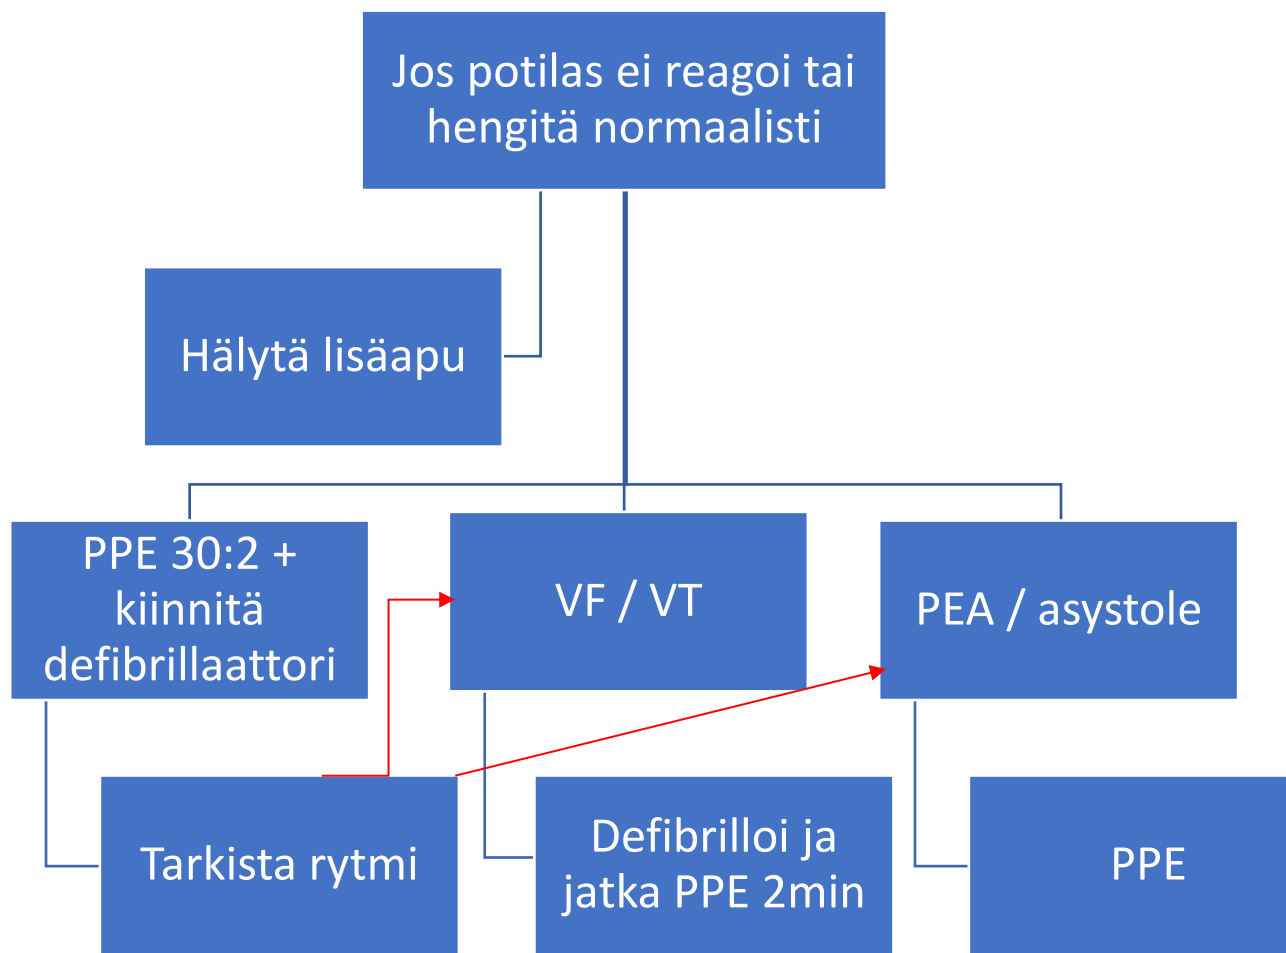 Jos potilas ei reagoi tai
hengitä normaalisti
Hälytä lisäapu
PPE 30:2 +
kiinnitä
defibrillaattori
VF / VT
PEA / asystole
Tarkista rytmi
Defibrilloi ja
jatka PPE 2min
PPE